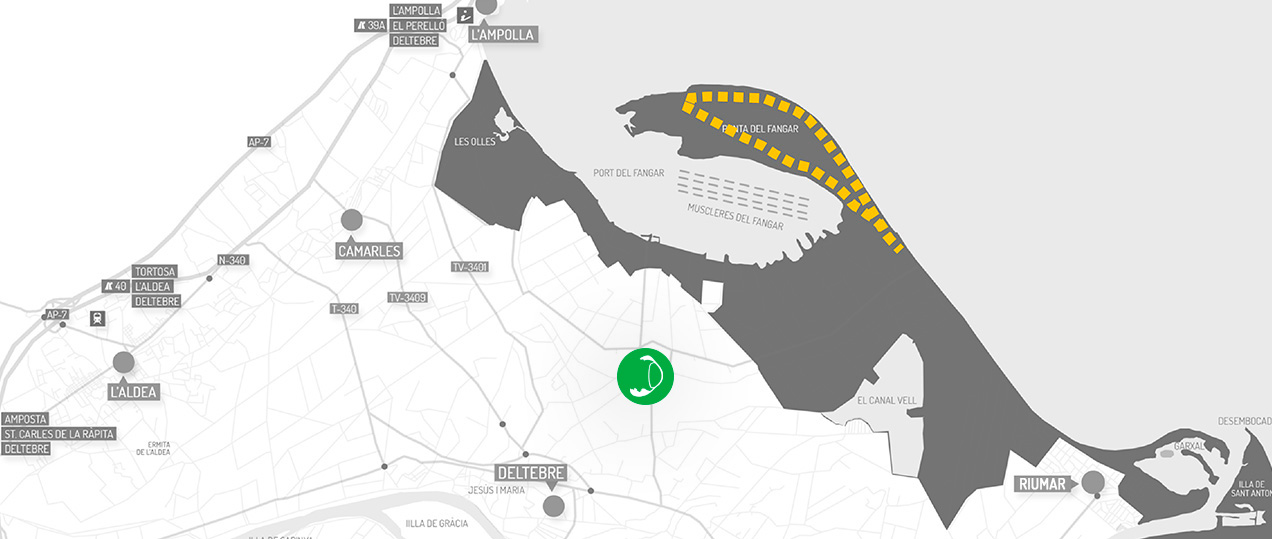 L'AMPOLLA
39A
EL PERELLO
DELTEBRE
L'AMPOLLA
AP-7
LES OLLES
PUNTA DEL FANGAR
PORT DEL FANGAR
MUSCLERES DEL FANGAR
CAMARLES
N-340
TV-3401
TORTOSA
40
L'ALDEA
DELTEBRE
TV-3409
T-340
AP-7
L'ALDEA
EL CANAL VELL
AMPOSTA
ST. CARLES DE LA RÀPITA
DELTEBRE
ERMITA
DE L'ALDEA
DESEMBOCAD
GARXAL
DELTEBRE
JESUS I MARIA
RIUMAR
ILLA DE
SANT ANTON
IILLA DE GRÀCIA